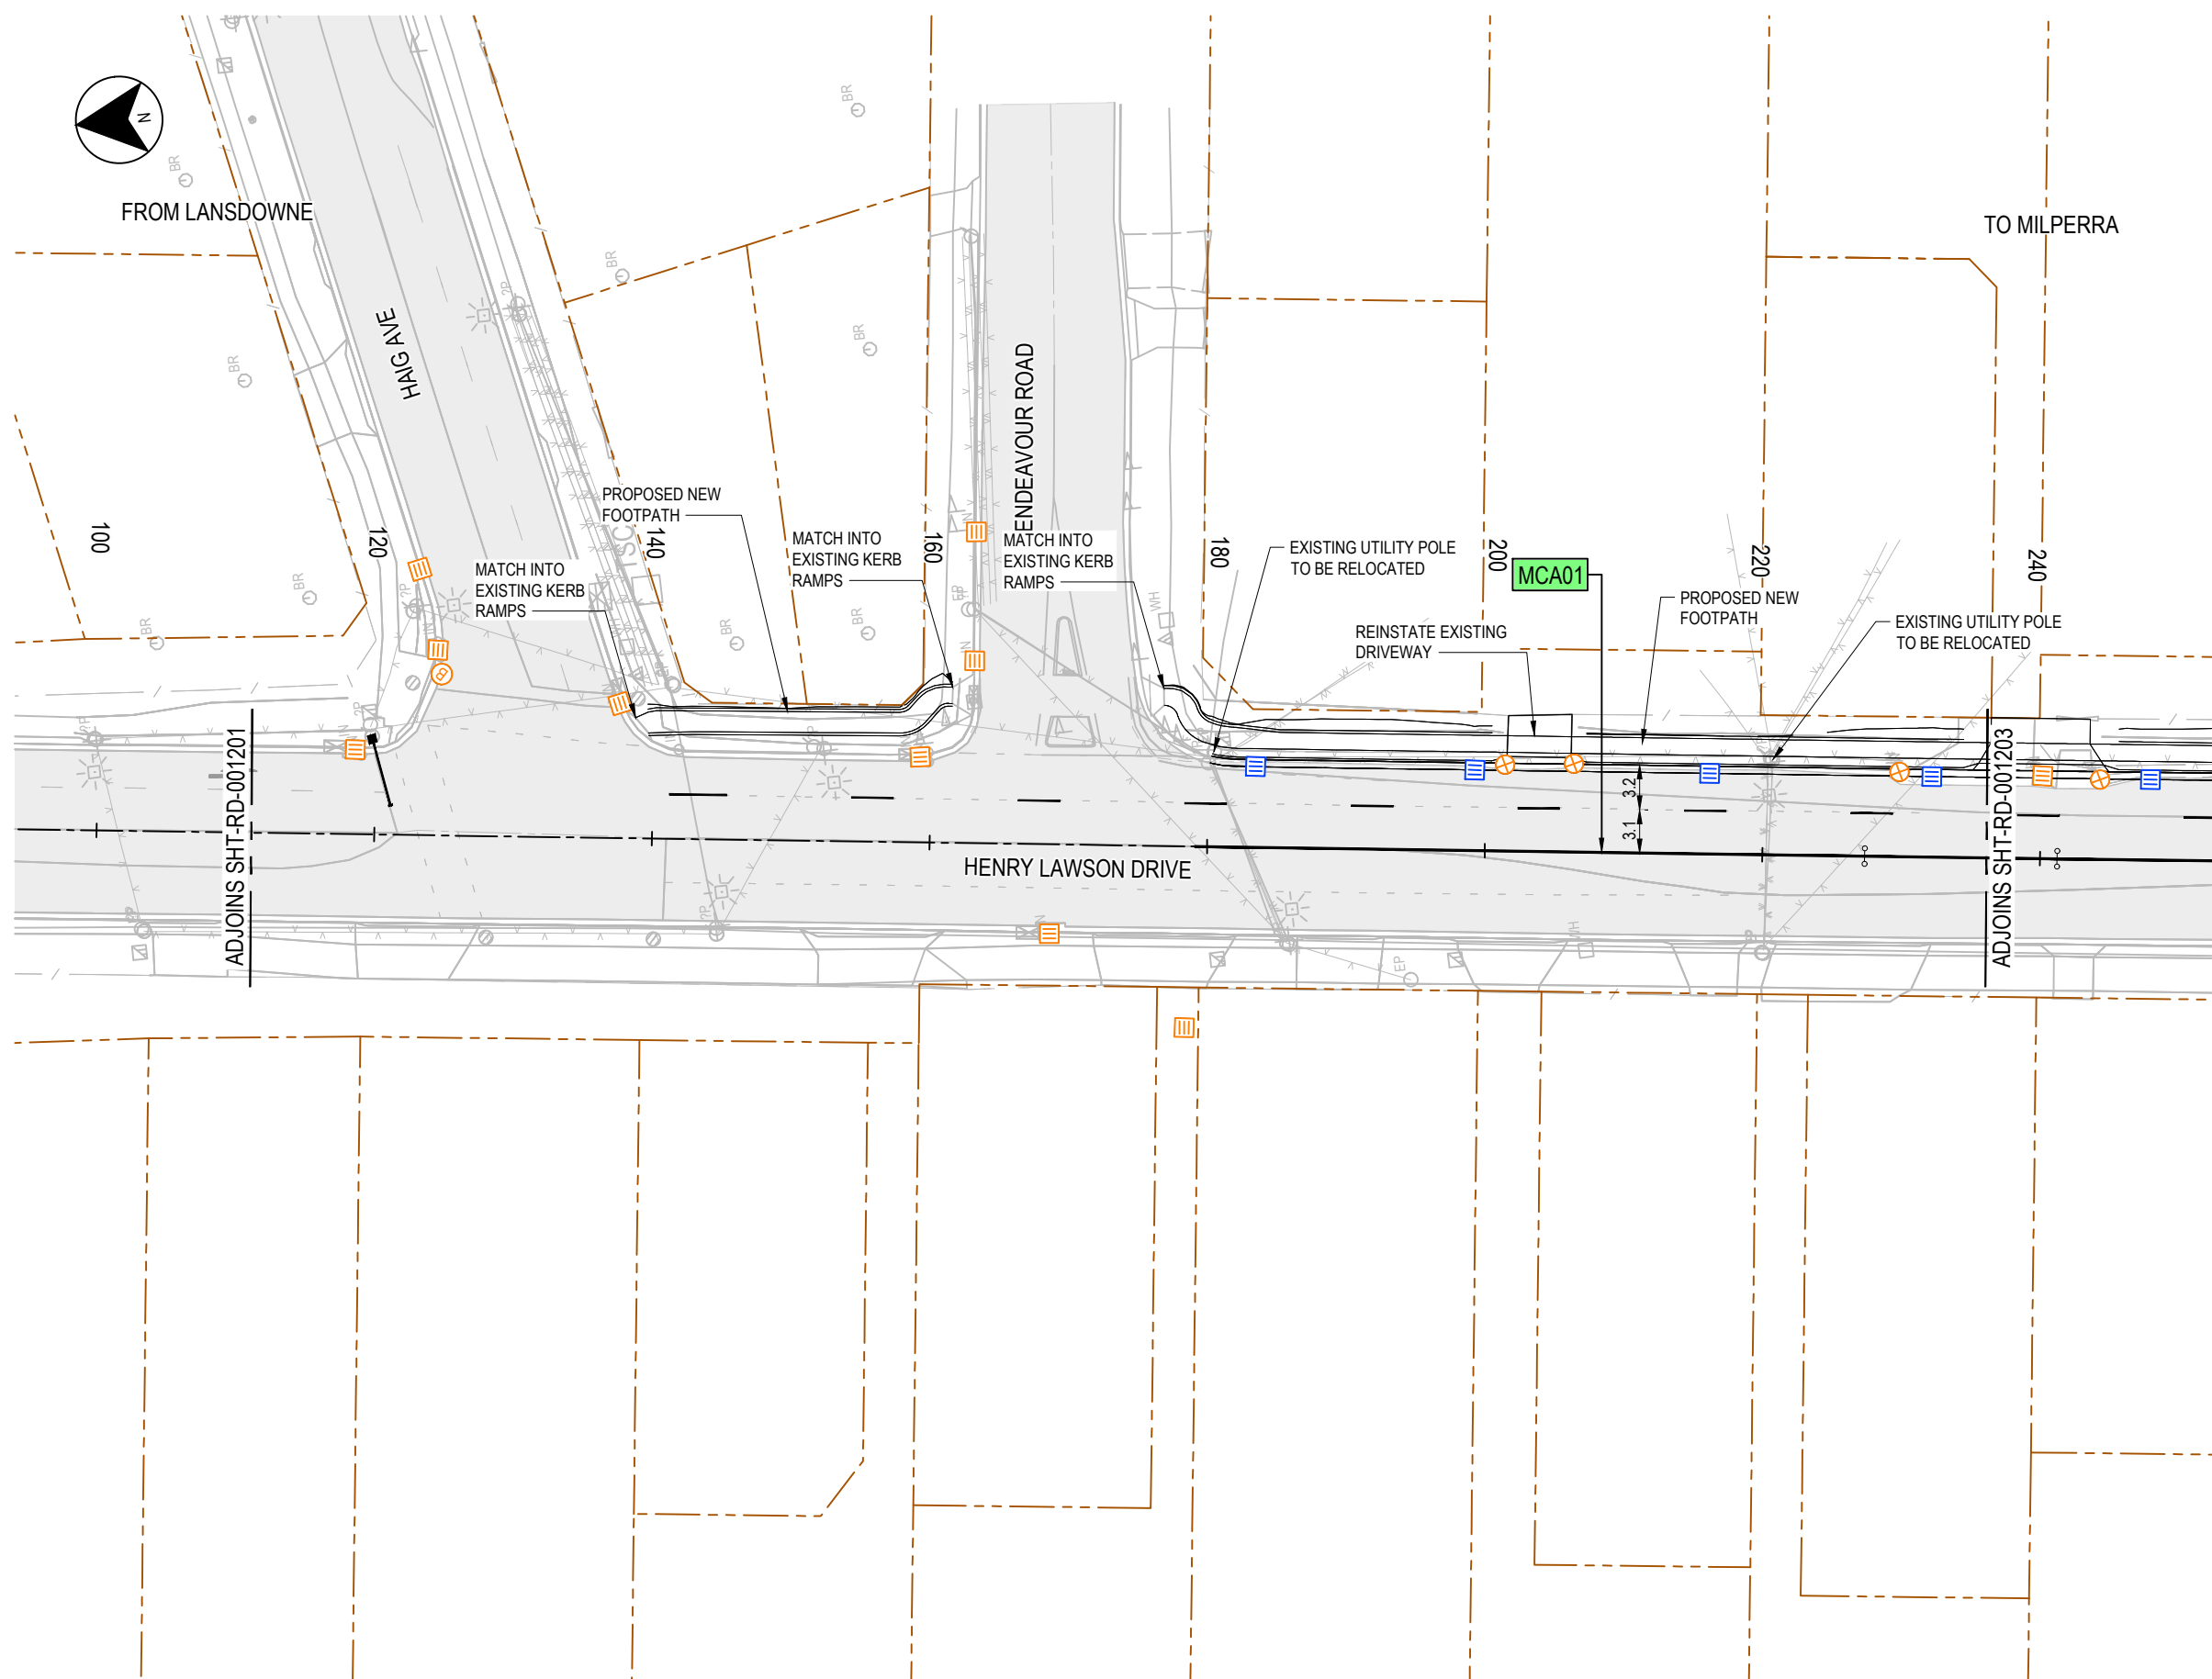 N
FROM LANSDOWNE
TO MILPERRA
BR
BR
BR
BR
BR
BR
BR
BR
BR
BR
HAIG AVE
ENDEAVOUR ROAD
100
120
140
160
180
200
220
240
PROPOSED NEW
FOOTPATH
MATCH INTO
EXISTING KERB
RAMPS
MATCH INTO
EXISTING KERB
RAMPS
MATCH INTO
EXISTING KERB
RAMPS
EXISTING UTILITY POLE
TO BE RELOCATED
MCA01
PROPOSED NEW
FOOTPATH
REINSTATE EXISTING
DRIVEWAY
EXISTING UTILITY POLE
TO BE RELOCATED
WH
B
3.2
3.1
HENRY LAWSON DRIVE
ADJOINS SHT-RD-001201
ADJOINS SHT-RD-001203
EP
WH